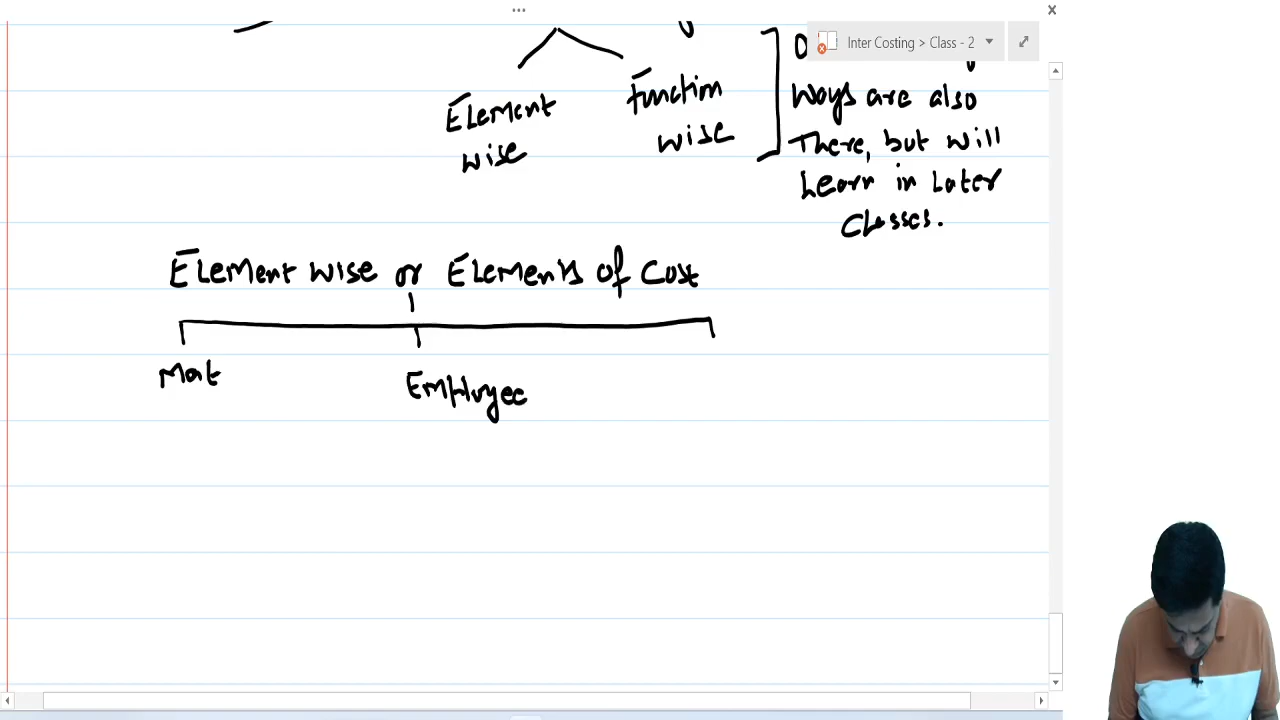 Inter Costing > Class - 2
Element
wise
Function
wise
ways are also
There, but will
Learn in Later
Classes.
Element wise or Elements of Cost
Mat
Employee